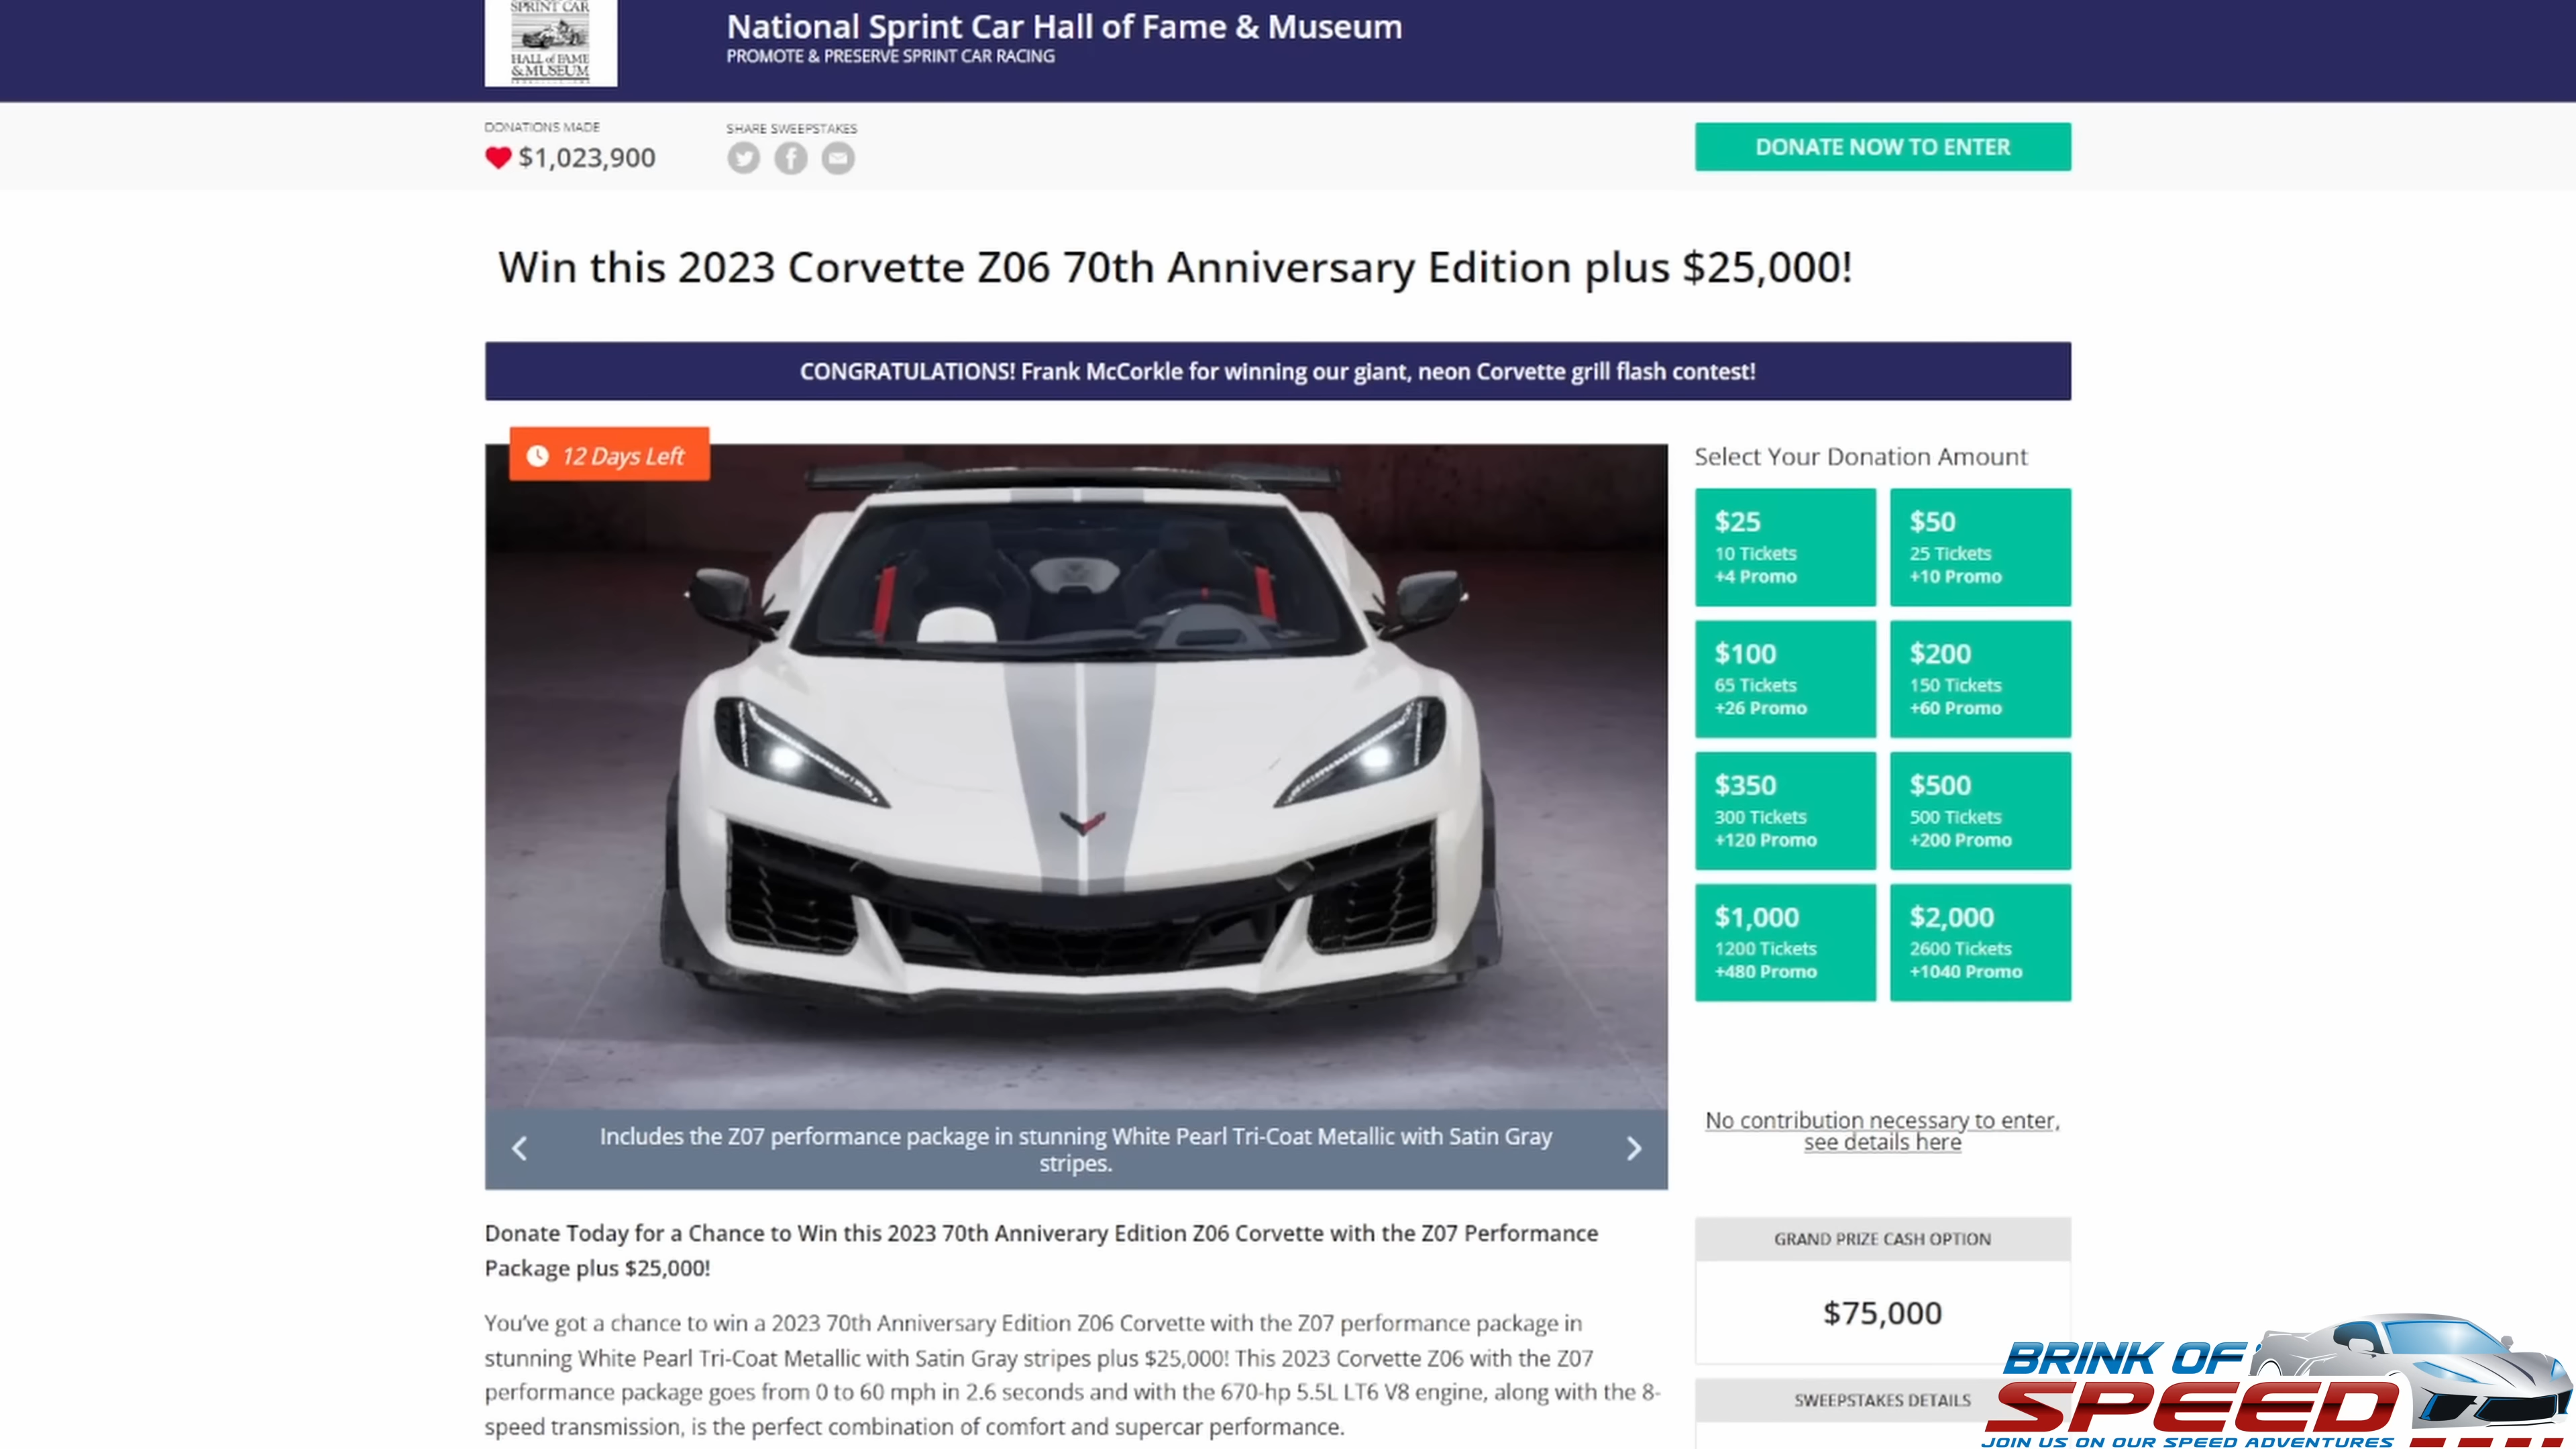 SPRINT CAR
HALL of FAME
& MUSEUM
National Sprint Car Hall of Fame & Museum
PROMOTE & PRESERVE SPRINT CAR RACING
DONATIONS MADE
$1,023,900
SHARE SWEEPSTAKES
DONATE NOW TO ENTER
Win this 2023 Corvette Z06 70th Anniversary Edition plus $25,000!
CONGRATULATIONS! Frank McCorkle for winning our giant, neon Corvette grill flash contest!
12 Days Left
Includes the Z07 performance package in stunning White Pearl Tri-Coat Metallic with Satin Gray
stripes.
Select Your Donation Amount
$25
10 Tickets
+4 Promo
$50
25 Tickets
+10 Promo
$100
65 Tickets
+26 Promo
$200
150 Tickets
+60 Promo
$350
300 Tickets
+120 Promo
$500
500 Tickets
+200 Promo
$1,000
1200 Tickets
+480 Promo
$2,000
2600 Tickets
+1040 Promo
No contribution necessary to enter,
see details here
Donate Today for a Chance to Win this 2023 70th Anniverary Edition Z06 Corvette with the Z07 Performance
Package plus $25,000!
You've got a chance to win a 2023 70th Anniversary Edition Z06 Corvette with the Z07 performance package in
stunning White Pearl Tri-Coat Metallic with Satin Gray stripes plus $25,000! This 2023 Corvette Z06 with the Z07
performance package goes from 0 to 60 mph in 2.6 seconds and with the 670-hp 5.5L LT6 V8 engine, along with the 8-
speed transmission, is the perfect combination of comfort and supercar performance.
GRAND PRIZE CASH OPTION
$75,000
SWEEPSTAKES DETAILS
BRINK OF
SPEED
JOIN US ON OUR SPEED ADVENTURES